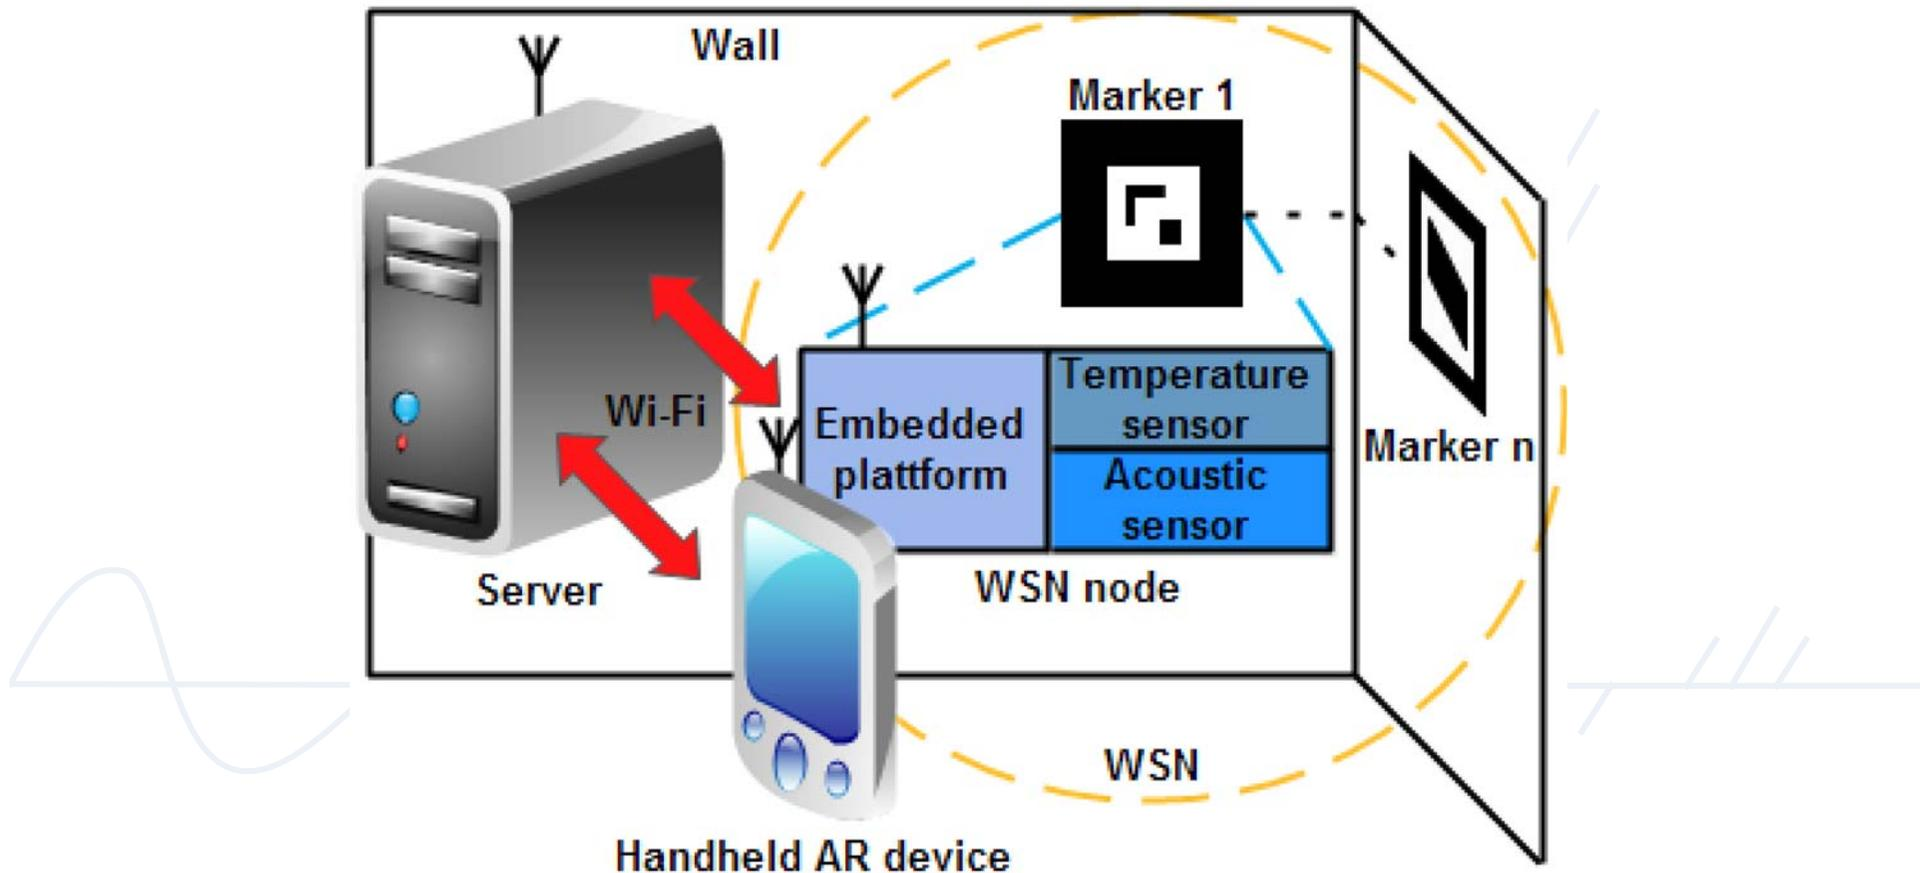 Wall
Marker 1
Wi-Fi
Embedded
plattform
Temperature
sensor
Acoustic
sensor
Marker n
Server
WSN node
WSN
Handheld AR device